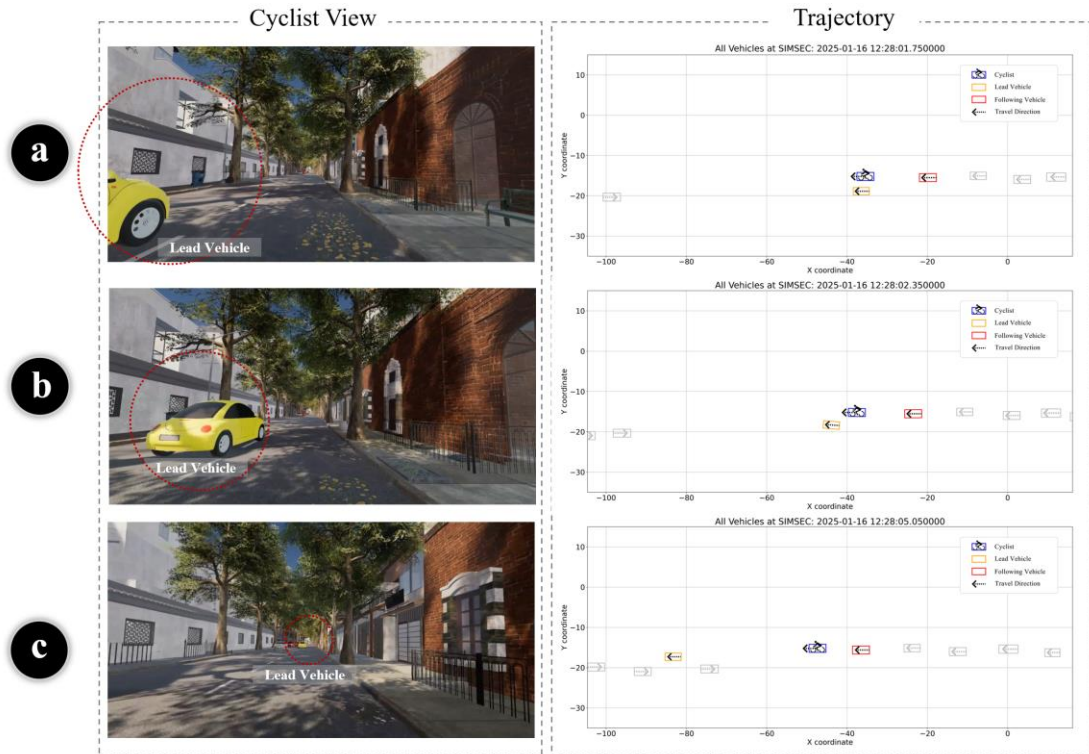 Cyclist View
Trajectory
a
Lead Vehicle
All Vehicles at SIMSEC: 2025-01-16 12:28:01.750000
Cyclist
Lead Vehicle
Following Vehicle
Travel Direction
Y coordinate
10
0
−10
−20
−30
−100
−80
−60
−40
−20
0
X coordinate
b
Lead Vehicle
All Vehicles at SIMSEC: 2025-01-16 12:28:02.350000
Cyclist
Lead Vehicle
Following Vehicle
Travel Direction
Y coordinate
10
0
−10
−20
−30
−100
−80
−60
−40
−20
0
X coordinate
c
Lead Vehicle
All Vehicles at SIMSEC: 2025-01-16 12:28:05.050000
Cyclist
Lead Vehicle
Following Vehicle
Travel Direction
Y coordinate
10
0
−10
−20
−30
−100
−80
−60
−40
−20
0
X coordinate